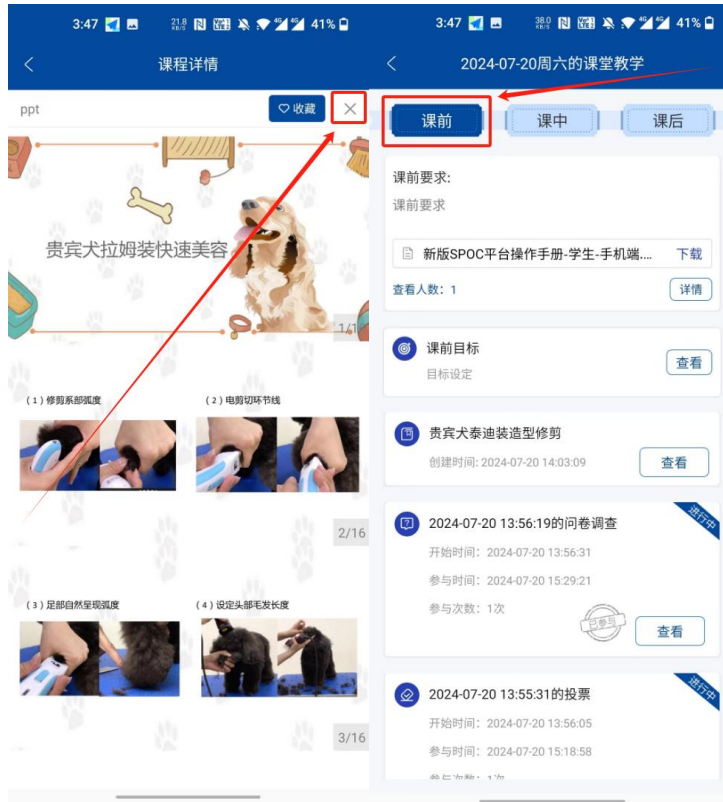 3:47
21.8 KB/S
41%
课程详情
ppt
收藏
贵宾犬拉姆装快速美容
(1)修剪系部弧度
(2)电剪切环节线
2/16
(3)足部自然呈现弧度
(4)设定头部毛发长度
3/16
3:47
38.0 KB/S
41%
2024-07-20周六的课堂教学
课前
课中
课后
课前要求:
课前要求
新版SPOC平台操作手册-学生-手机端....
下载
查看人数: 1
详情
课前目标
查看
目标设定
贵宾犬泰迪装造型修剪
创建时间: 2024-07-20 14:03:09
查看
进行中
2024-07-20 13:56:19的问卷调查
开始时间: 2024-07-20 13:56:31
参与时间: 2024-07-20 15:29:21
参与次数: 1次
已参与
查看
进行中
2024-07-20 13:55:31的投票
开始时间: 2024-07-20 13:56:05
参与时间: 2024-07-20 15:18:58
参与次数: 1次